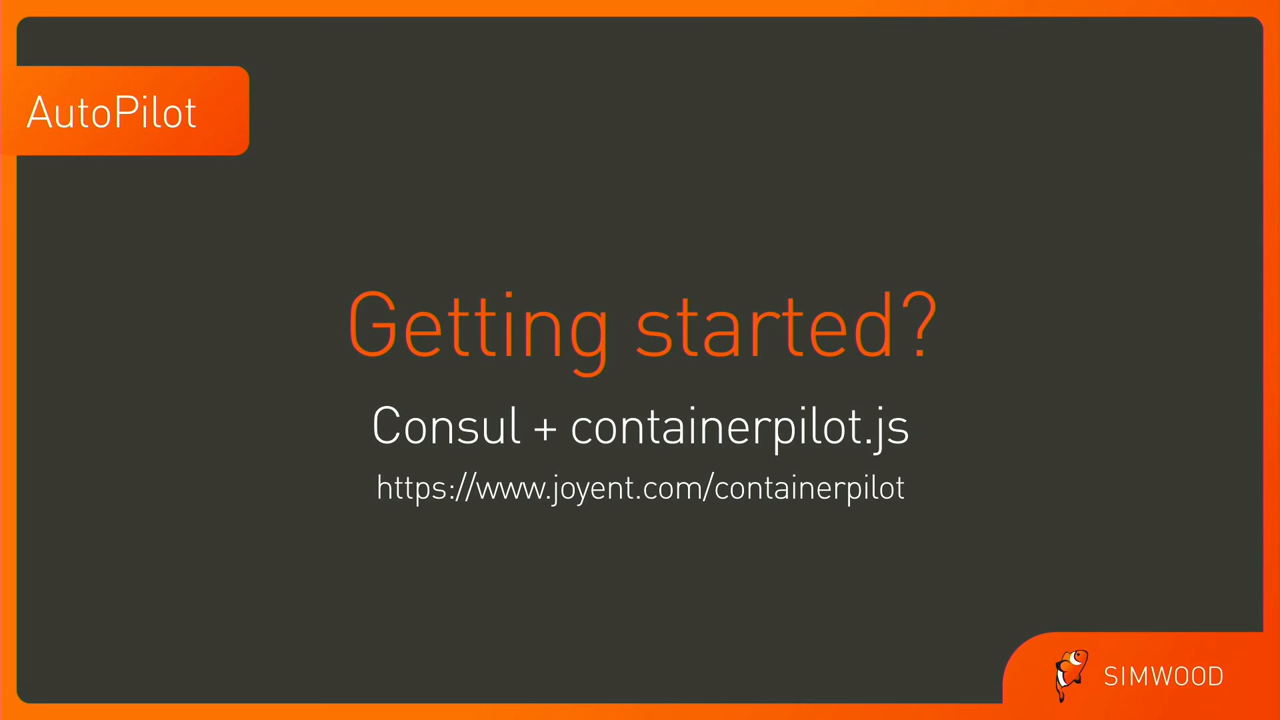 AutoPilot
Getting started?
Consul + containerpilot.js
https://www.joyent.com/containerpilot
SIMWOOD